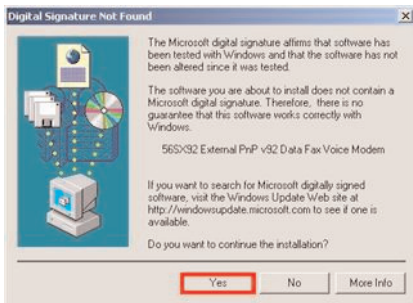 Digital Signature Not Found
The Microsoft digital signature affirms that software has
been tested with Windows and that the software has not
been altered since it was tested.
The software you are about to install does not contain a
Microsoft digital signature. Therefore, there is no
guarantee that this software works correctly with
Windows.
56SX92 External PnP v92 Data Fax Voice Modem
If you want to search for Microsoft digitally signed
software, visit the Windows Update Web site at
http://windowsupdate.microsoft.com to see if one is
available.
Do you want to continue the installation?
Yes No More Info